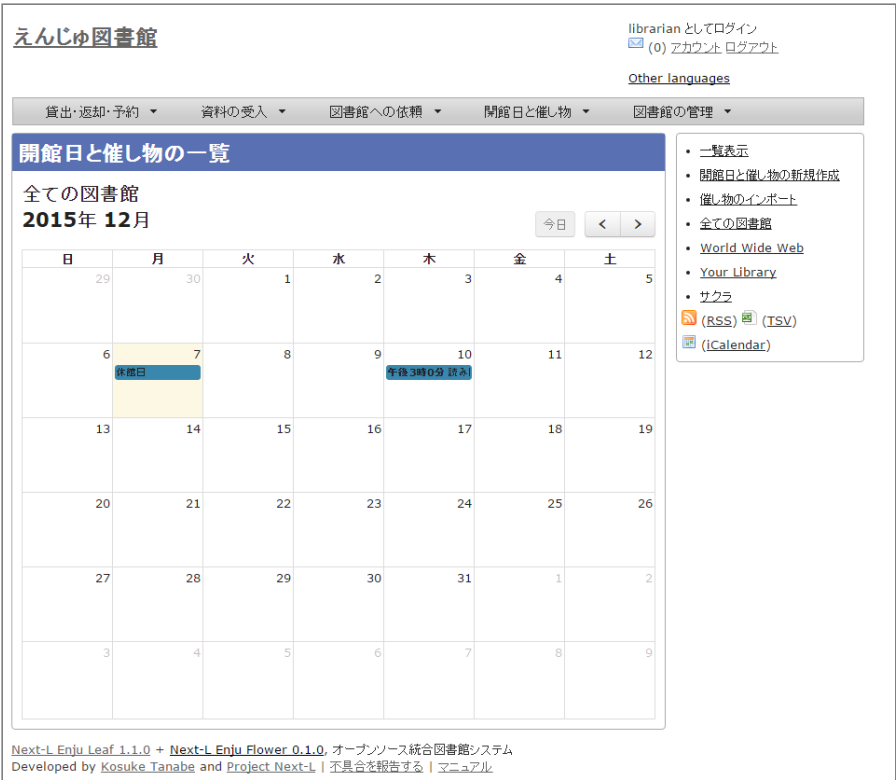 えんじゅ図書館
librarian としてログイン
(0) アカウント ログアウト
Other languages
貸出・返却・予約 ▼ 資料の受入 ▼ 図書館への依頼 ▼ 開館日と催し物 ▼ 図書館の管理 ▼
開館日と催し物の一覧
全ての図書館
2015年 12月
今日 < >
日 月 火 水 木 金 土
29 30 1 2 3 4 5
6 7 8 9 10 11 12
休館日 午後3時0分 読み
13 14 15 16 17 18 19
20 21 22 23 24 25 26
27 28 29 30 31 1 2
3 4 5 6 7 8 9
• 一覧表示
• 開館日と催し物の新規作成
• 催し物のインポート
• 全ての図書館
• World Wide Web
• Your Library
• サクラ
(RSS) (TSV)
(iCalendar)
Next-L Enju Leaf 1.1.0 + Next-L Enju Flower 0.1.0, オープンソース統合図書館システム
Developed by Kosuke Tanabe and Project Next-L | 不具合を報告する | マニュアル